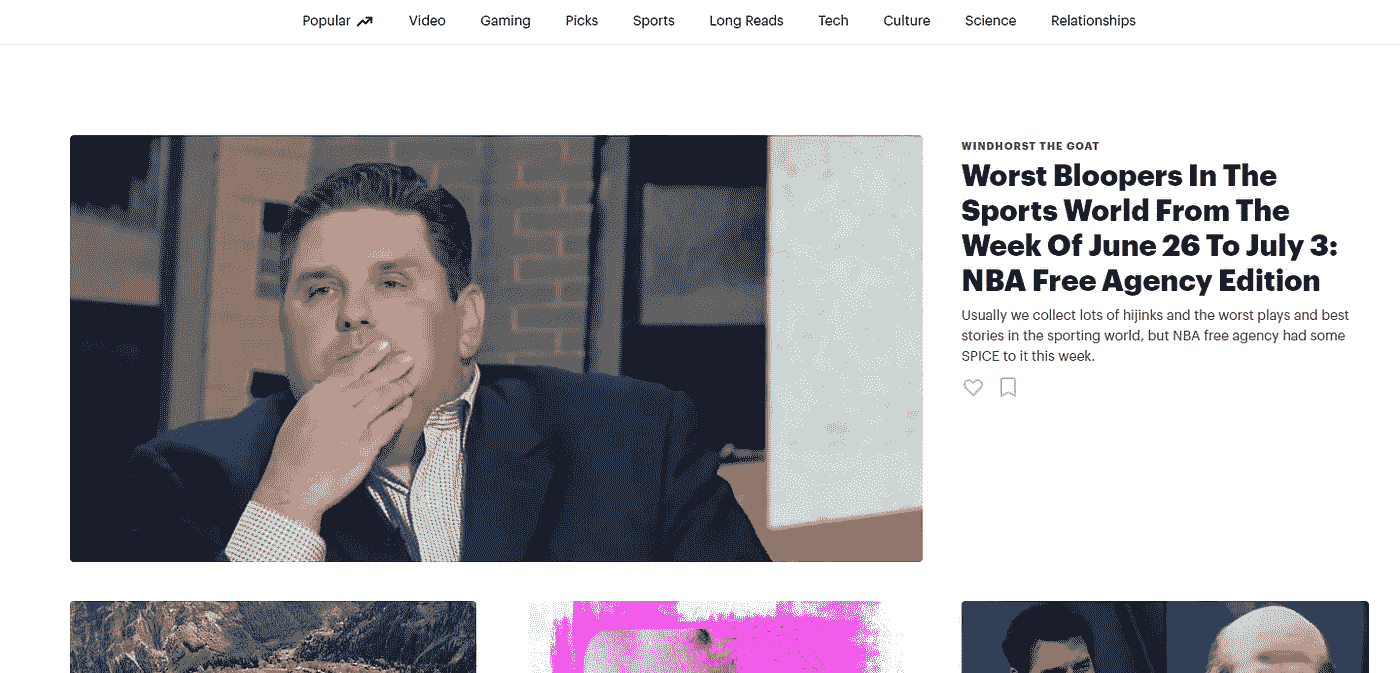 Popular Video Gaming Picks Sports Long Reads Tech Culture Science Relationships
WINDHORST THE GOAT
Worst Bloopers In The
Sports World From The
Week Of June 26 To July 3:
NBA Free Agency Edition
Usually we collect lots of hijinks and the worst plays and best
stories in the sporting world, but NBA free agency had some
SPICE to it this week.